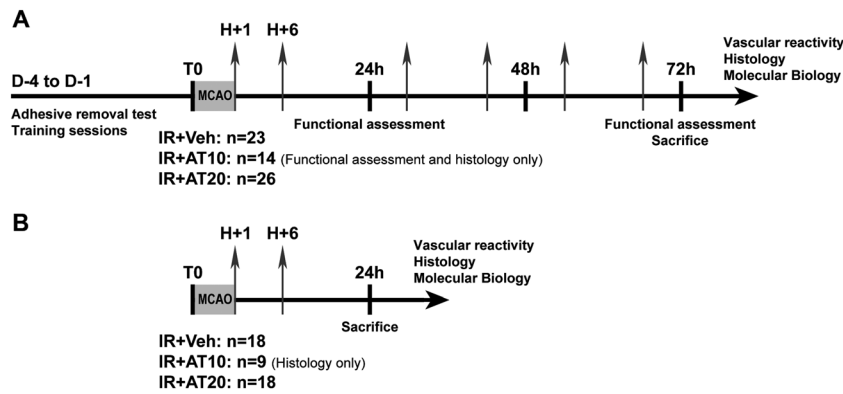 A
H+1 H+6
Vascular reactivity
Histology
Molecular Biology
D-4 to D-1
T0
24h
48h
72h
MCAO
Adhesive removal test
Training sessions
Functional assessment
Functional assessment
Sacrifice
IR+Veh: n=23
IR+AT10: n=14 (Functional assessment and histology only)
IR+AT20: n=26
B
H+1 H+6
Vascular reactivity
Histology
Molecular Biology
T0
24h
MCAO
Sacrifice
IR+Veh: n=18
IR+AT10: n=9 (Histology only)
IR+AT20: n=18